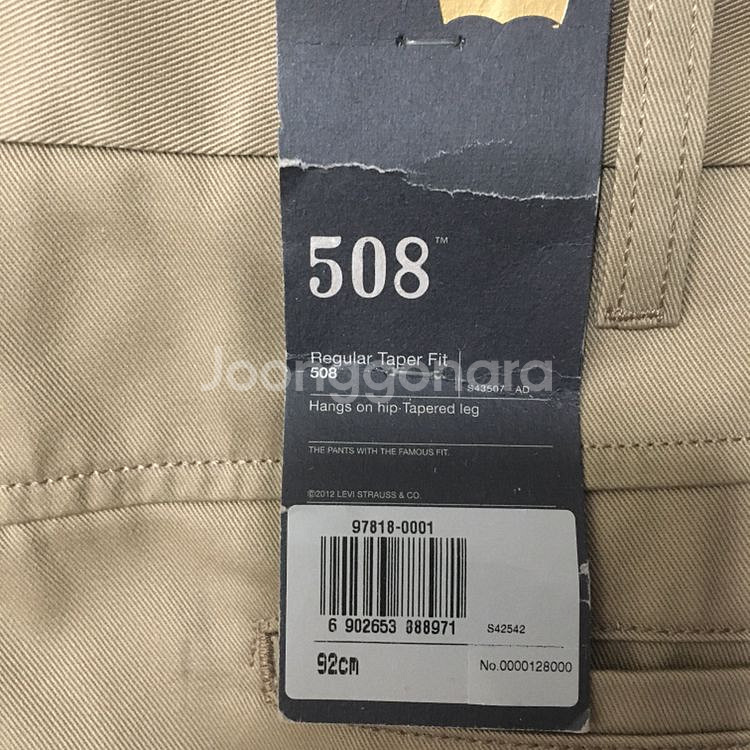 508™
Regular Taper Fit
508
S43507 AD
Joonggonara
Hangs on hip-Tapered leg
THE PANTS WITH THE FAMOUS FIT.
©2012 LEVI STRAUSS & CO.
97818-0001
6 902653 388971
S42542
92cm
No.0000128000